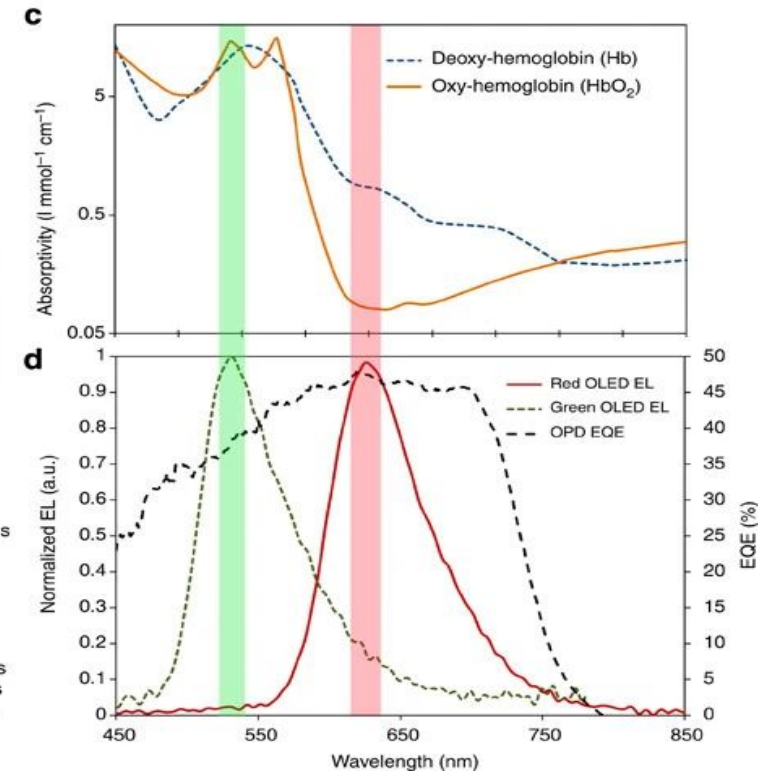 c
Deoxy-hemoglobin (Hb)
Oxy-hemoglobin (HbO₂)
Absorptivity (l mmol⁻¹ cm⁻¹)
5
0.5
0.05
d
Red OLED EL
Green OLED EL
OPD EQE
Normalized EL (a.u.)
1
0.9
0.8
0.7
0.6
0.5
0.4
0.3
0.2
0.1
0
50
45
40
35
30
25
20
15
10
5
0
EQE (%)
450 550 650 750 850
Wavelength (nm)
s
s
s